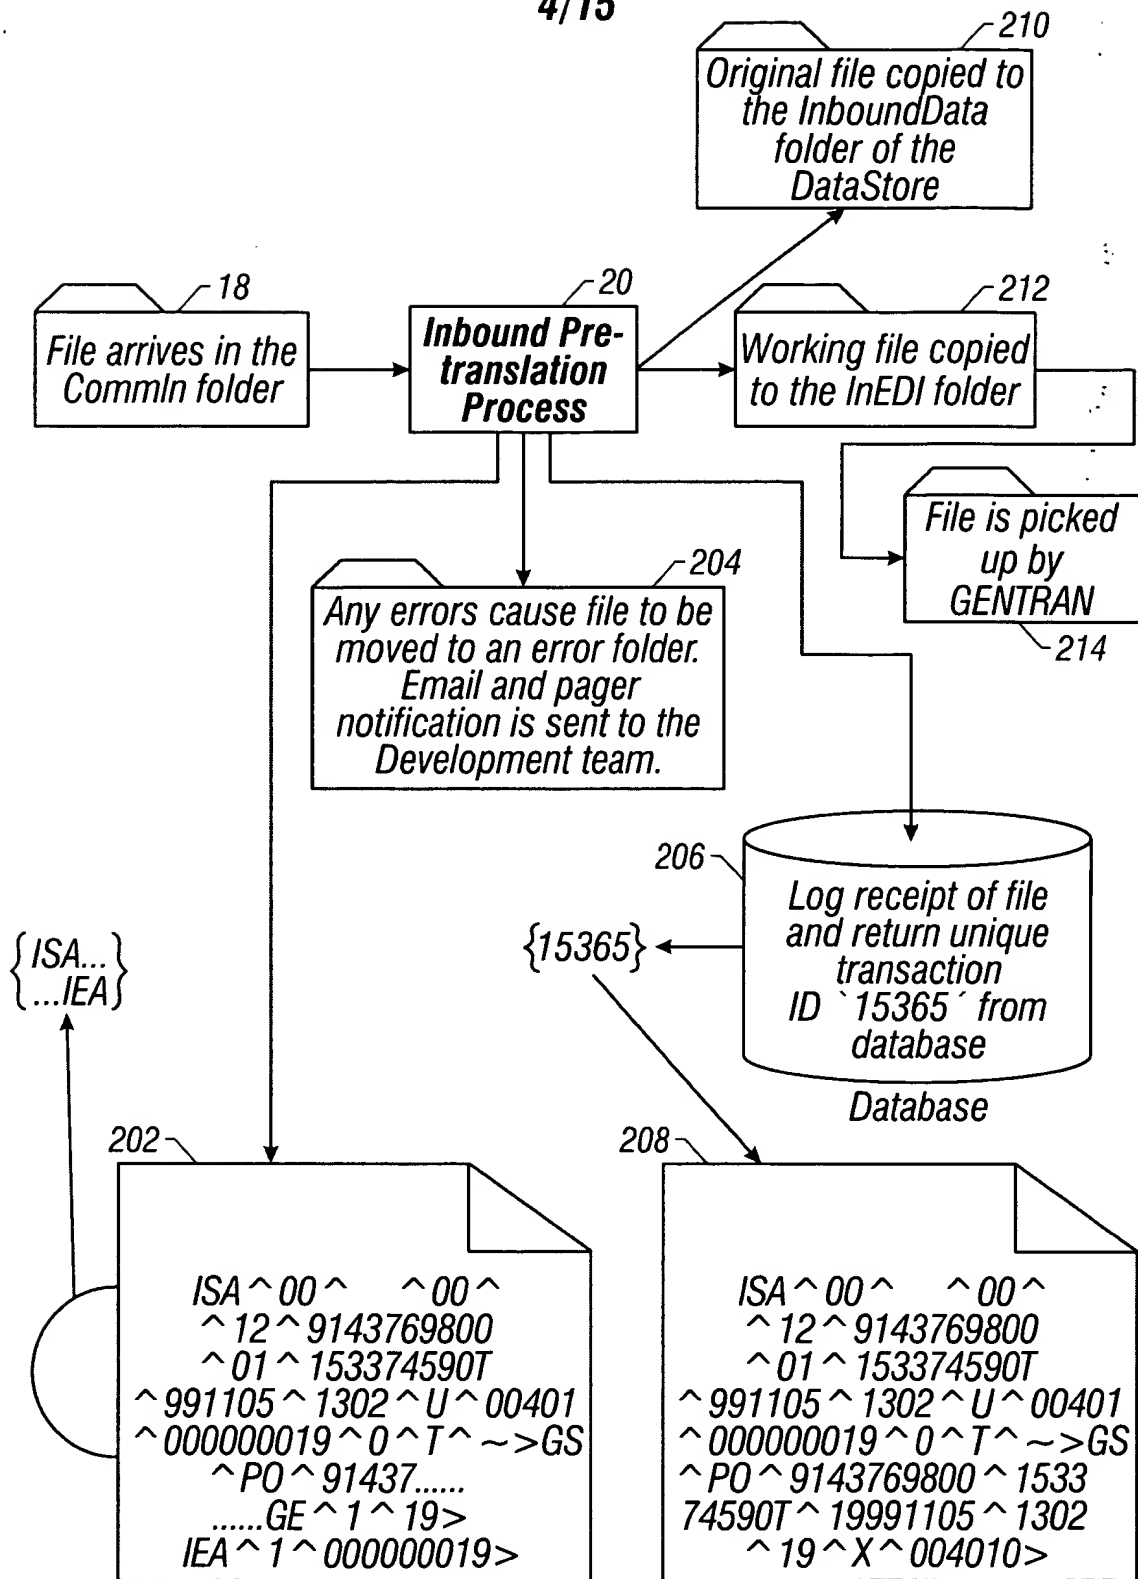 4/15
210
Original file copied to
the InboundData
folder of the
DataStore
18
File arrives in the
CommIn folder
20
Inbound Pre-
translation
Process
212
Working file copied
to the InEDI folder
File is picked
up by
GENTRAN
214
204
Any errors cause file to be
moved to an error folder.
Email and pager
notification is sent to the
Development team.
206
Log receipt of file
and return unique
transaction
ID `15365´ from
database
Database
{15365}
{ISA...
...IEA}
202
ISA^00^ ^00^
^12^9143769800
^01^153374590T
^991105^1302^U^00401
^000000019^0^T^~>GS
^PO^91437......
......GE^1^19>
IEA^1^000000019>
208
ISA^00^ ^00^
^12^9143769800
^01^153374590T
^991105^1302^U^00401
^000000019^0^T^~>GS
^PO^9143769800^1533
74590T^19991105^1302
^19^X^004010>